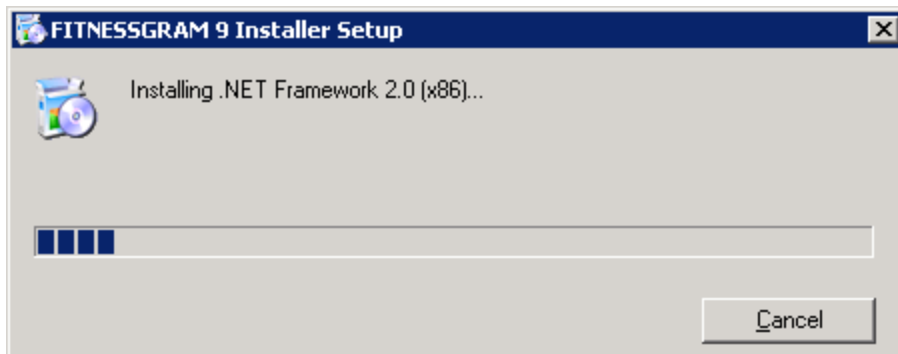 FITNESSGRAM 9 Installer Setup
Installing .NET Framework 2.0 (x86)...
Cancel